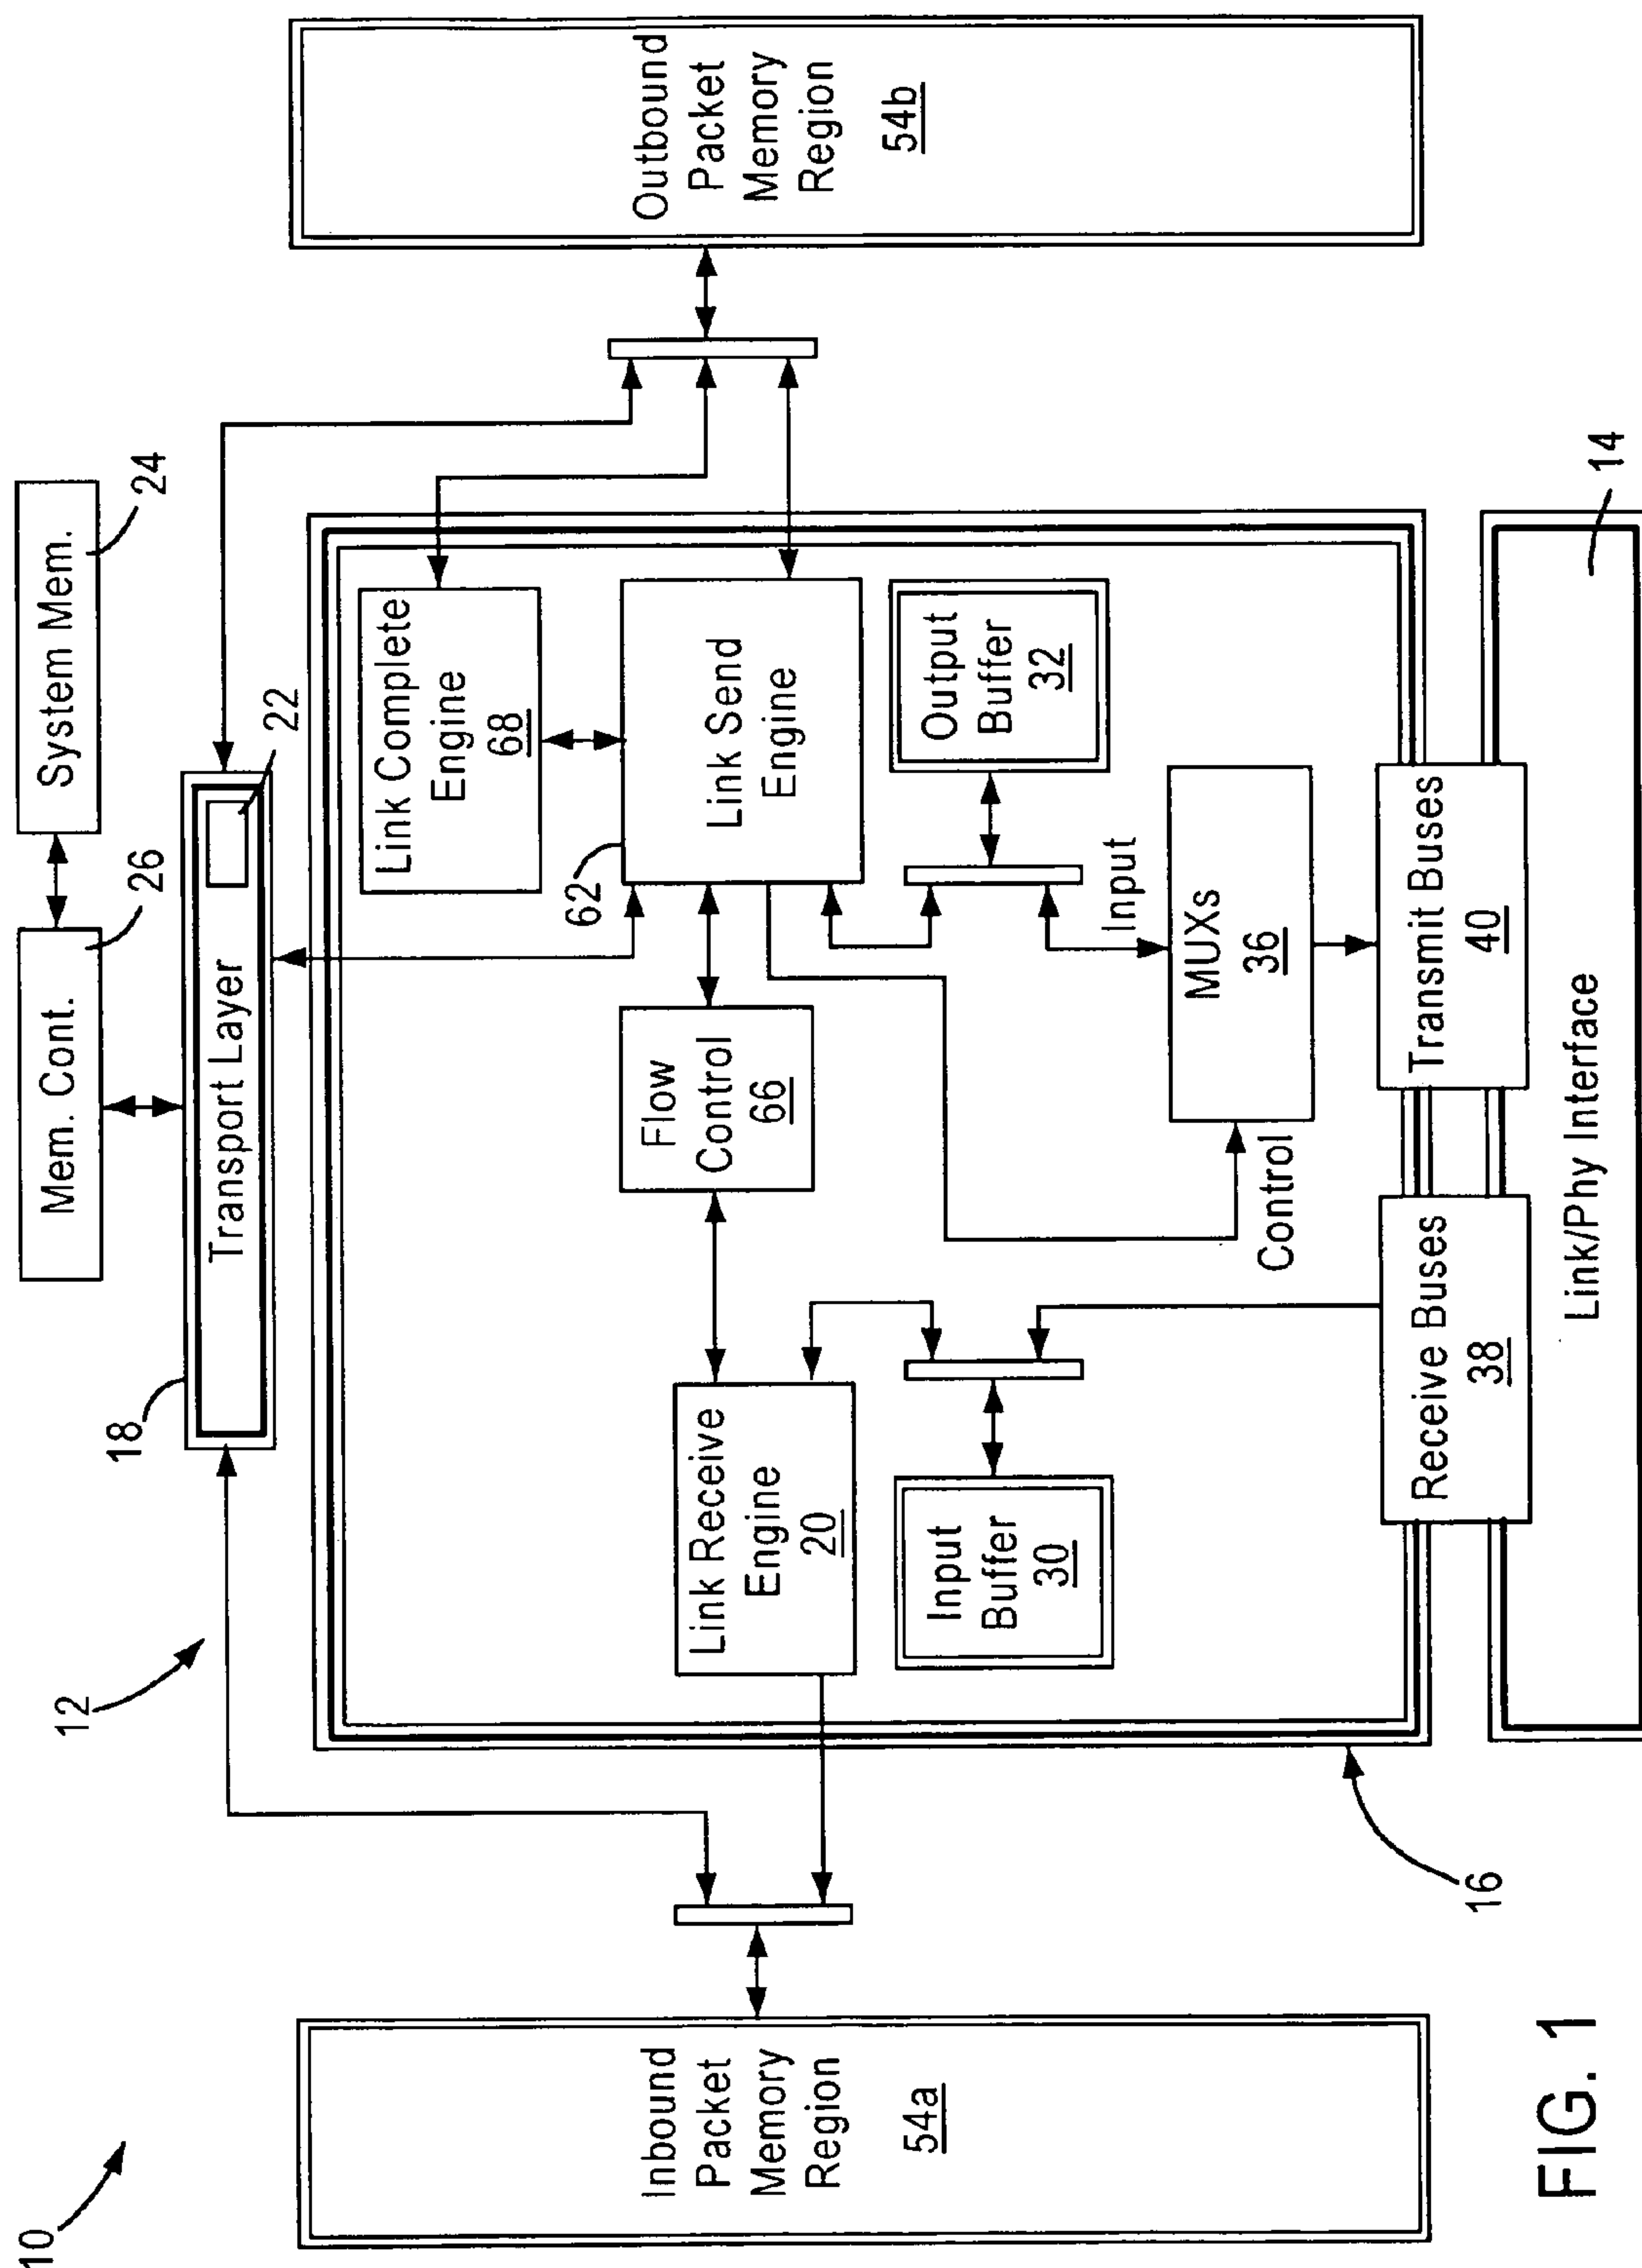 10
12
18
Mem. Cont.
26
System Mem.
24
Transport Layer
22
Inbound
Packet
Memory
Region
54a
Outbound
Packet
Memory
Region
54b
Link Complete
Engine
68
62
Link Send
Engine
Flow
Control
66
Link Receive
Engine
20
Input
Buffer
30
Output
Buffer
32
Input
MUXs
36
Control
Receive Buses
38
Transmit Buses
40
16
Link/Phy Interface
14
FIG. 1